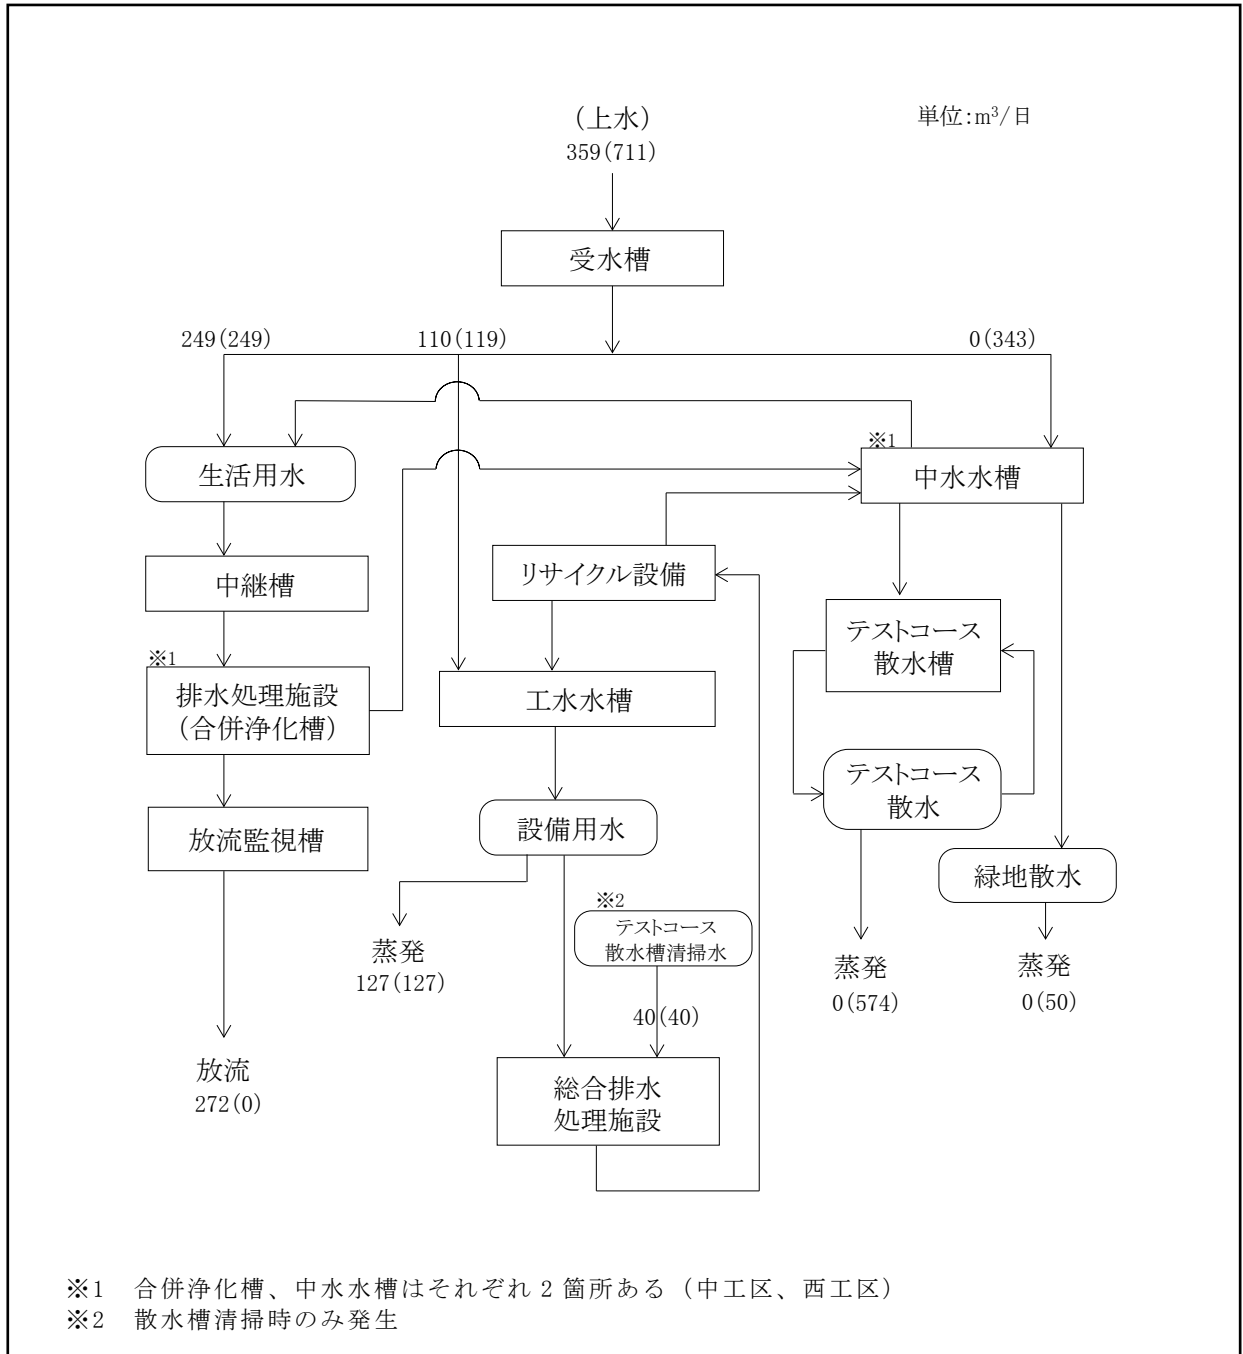 (上水)
単位:m³/日
359(711)
受水槽
249(249)
110(119)
0(343)
※1
生活用水
中水水槽
中継槽
リサイクル設備
テストコース
散水槽
※1
排水処理施設
(合併浄化槽)
工水水槽
テストコース
散水
放流監視槽
設備用水
緑地散水
※2
テストコース
散水槽清掃水
蒸発
127(127)
蒸発
0(574)
蒸発
0(50)
40(40)
放流
272(0)
総合排水
処理施設
※1 合併浄化槽、中水水槽はそれぞれ2箇所ある(中工区、西工区)
※2 散水槽清掃時のみ発生